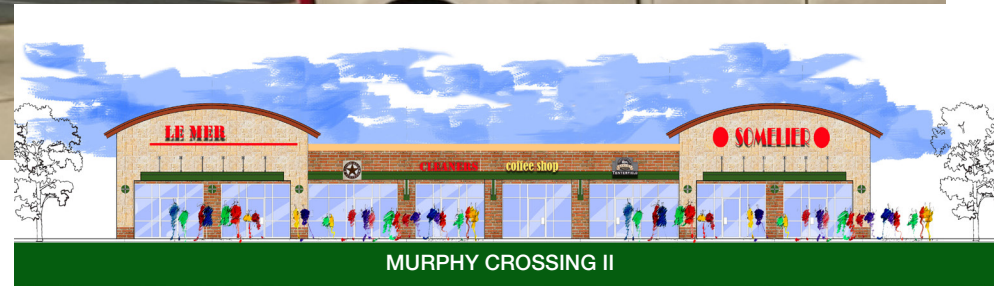 LE MER
CLEANERS
coffee shop
SOMELIER
MURPHY CROSSING II